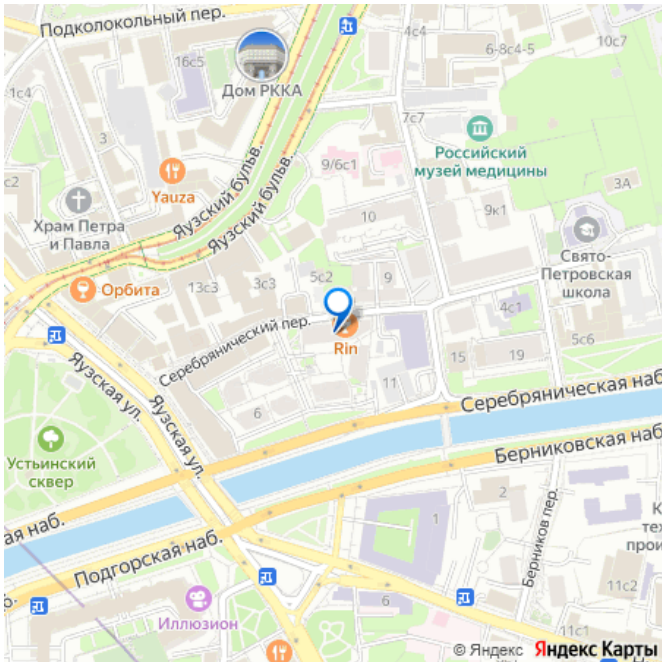 Подколокольный пер.
4с4
6-8с4-5
10с7
1с4
16с5
Дом РККА
3
7с7
Российский
музей медицины
9/6с1
с2
Yauza
3А
Храм Петра
и Павла
Яузский бульв.
Яузский бульв.
10
9к1
Свято-
Петровская
школа
Орбита
13с3
3с3
5с2
9
4с1
Серебрянический пер.
Rin
5с6
15
19
11
6
Яузская ул.
Яузская ул.
Серебряническая наб
Берниковская наб
Устьинский
сквер
ая наб.
Подгорская наб.
б.
1
2
Берников пер.
К
тех
прои
6
11с2
Иллюзион
11с1
© Яндекс Яндекс Карты